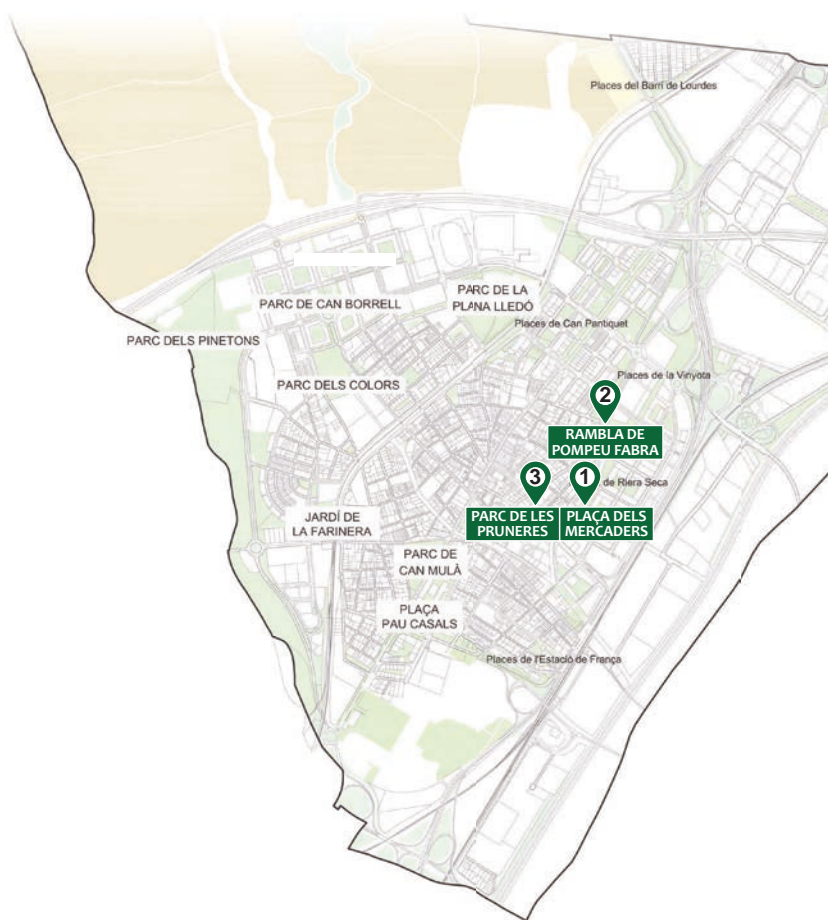 Places del Barri de Lourdes
PARC DE LA
PLANA LLEDÓ
PARC DE CAN BORRELL
Places de Can Pantiquet
PARC DELS PINETONS
PARC DELS COLORS
Places de la Vinyota
2
RAMBLA DE
POMPEU FABRA
3
PARC DE LES
PRUNERES
1
de Riera Seca
PLAÇA DELS
MERCADERS
JARDÍ DE
LA FARINERA
PARC DE
CAN MULÀ
PLAÇA
PAU CASALS
Places de l'Estació de França